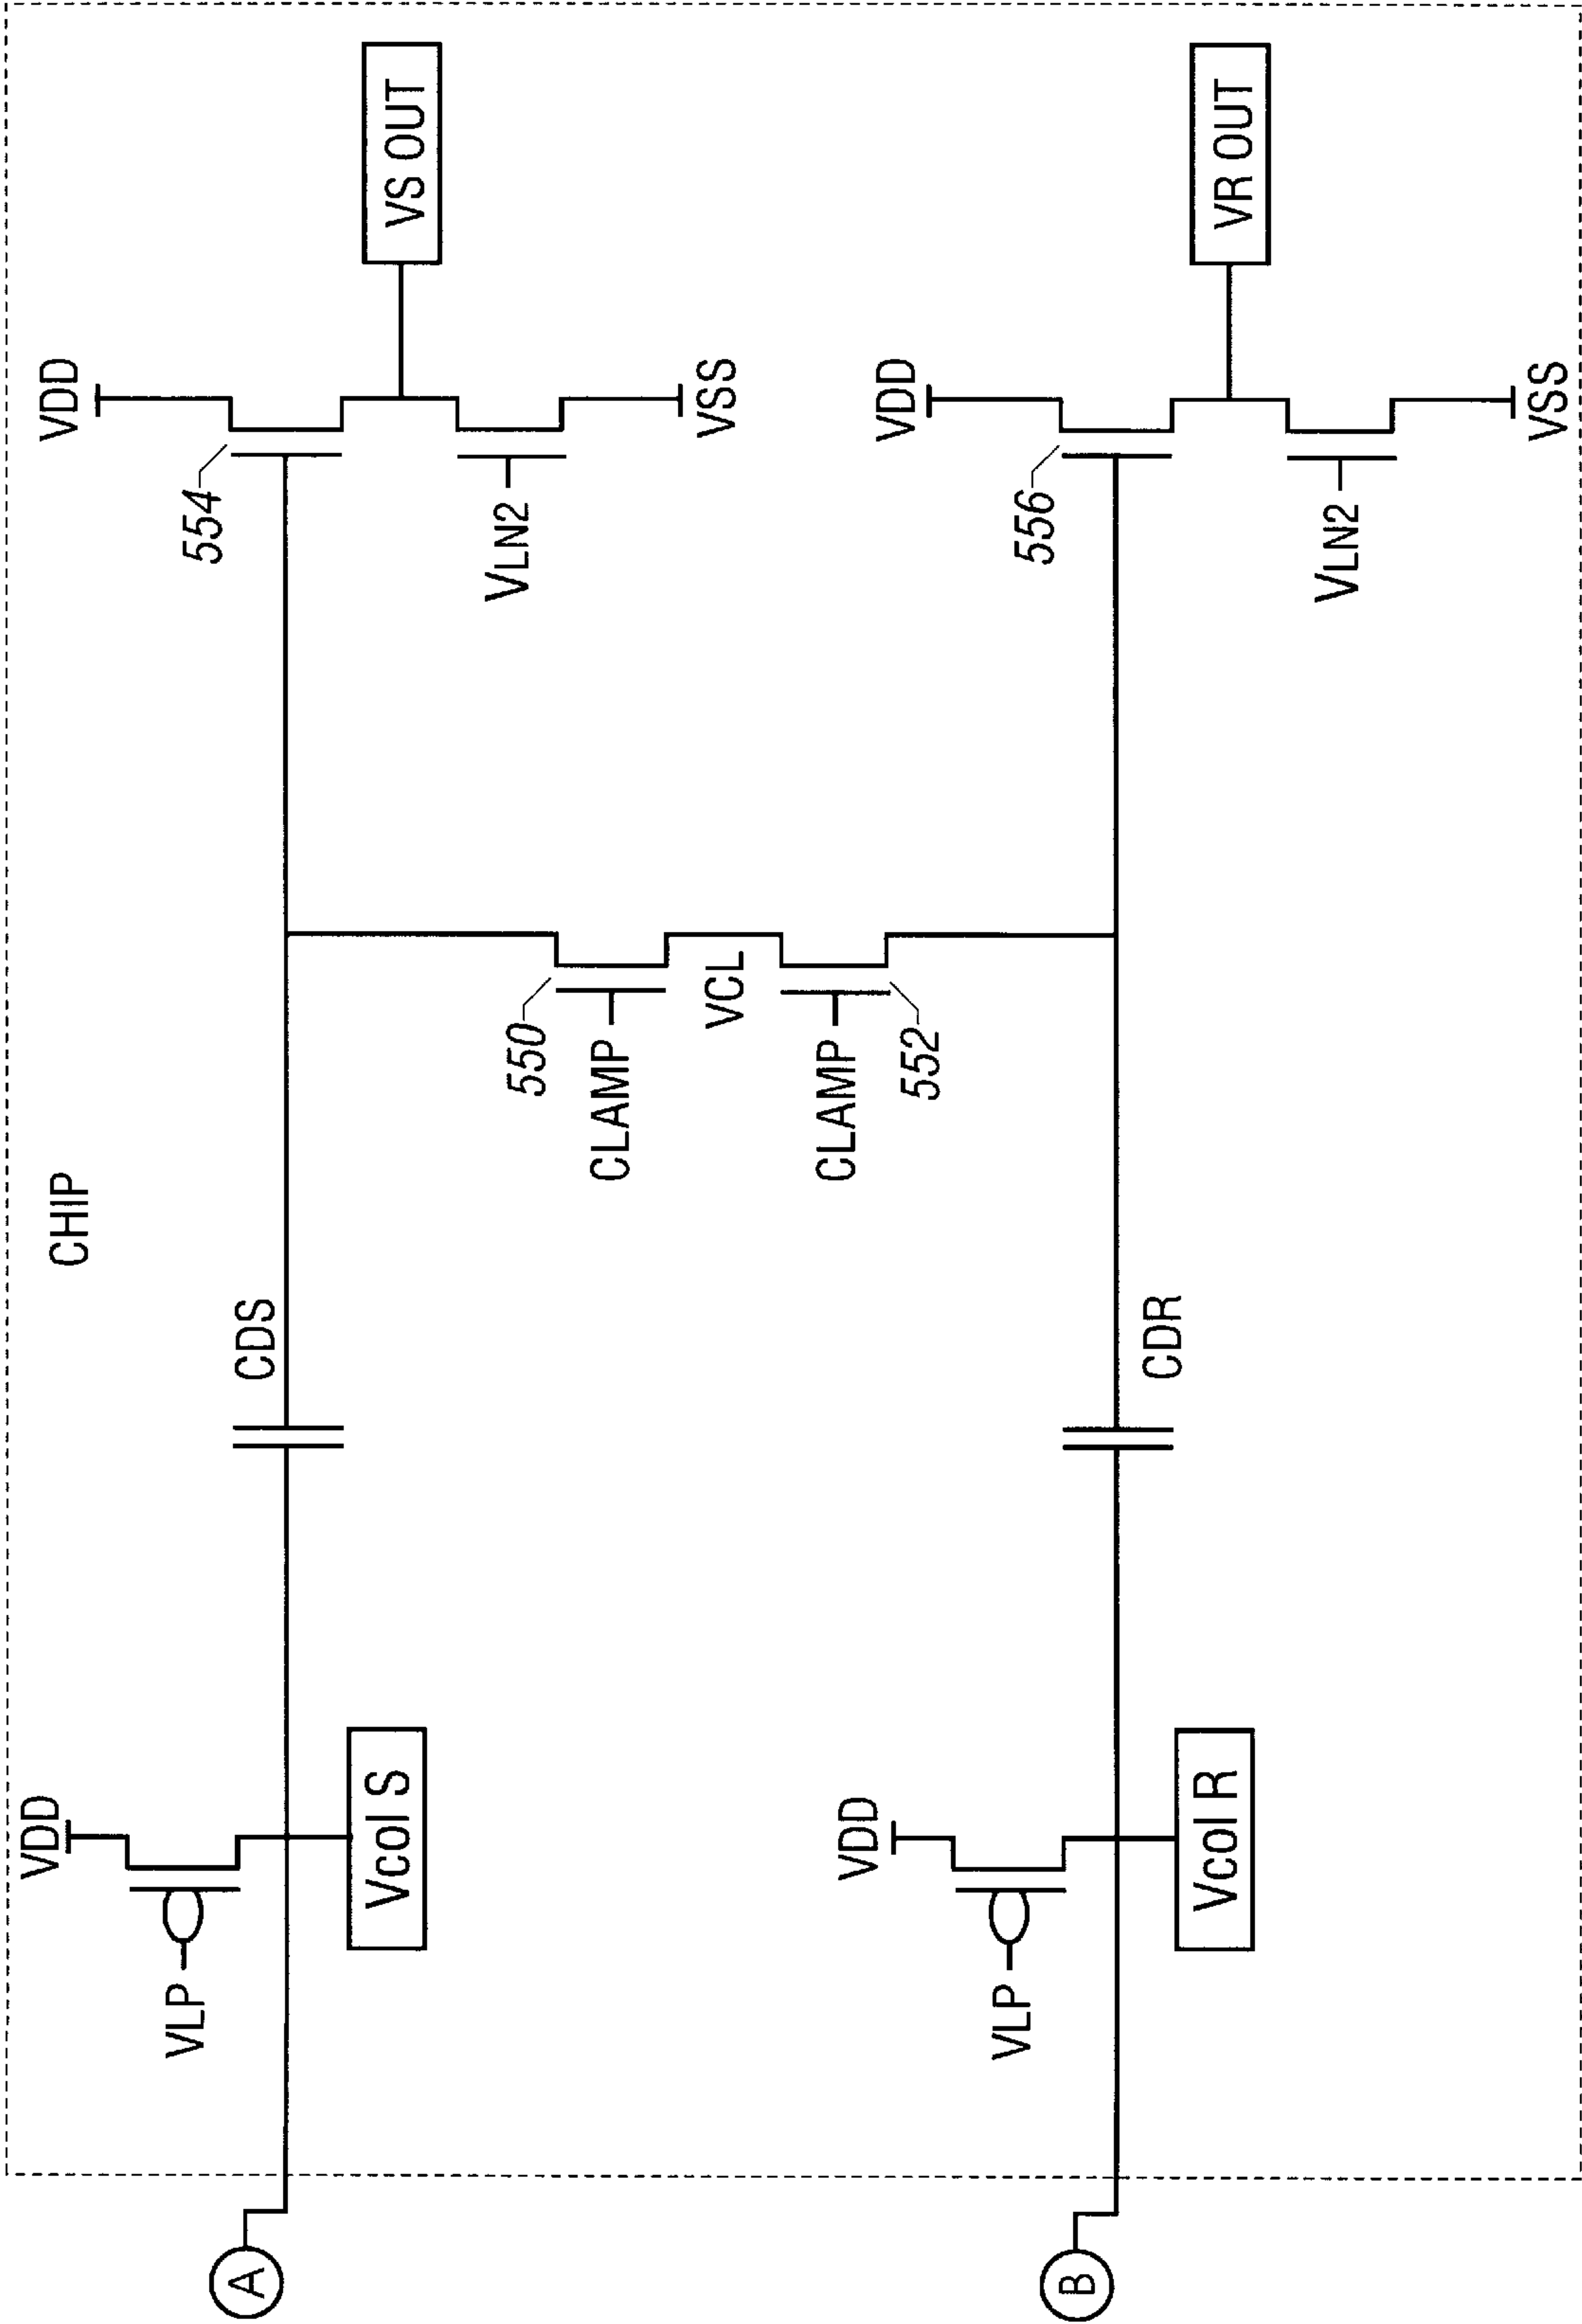 CHIP
VDD
VLP
Vcol S
CDS
VDD
554
VS OUT
VLN2
VSS
550
CLAMP
VCL
CLAMP
552
VDD
VLP
Vcol R
CDR
VDD
556
VR OUT
VLN2
VSS
A
B